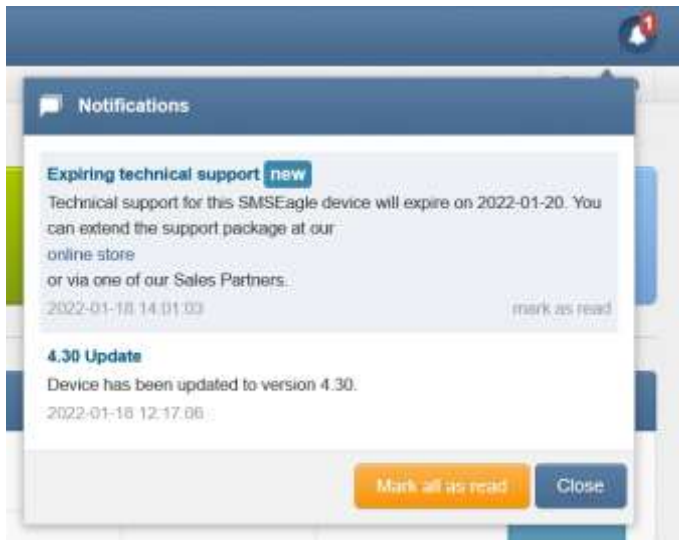 1
Notifications
Expiring technical support new
Technical support for this SMSEagle device will expire on 2022-01-20. You
can extend the support package at our
online store
or via one of our Sales Partners.
2022-01-18 14:01:03 mark as read
4.30 Update
Device has been updated to version 4.30.
2022-01-18 12:17:06
Mark all as read Close